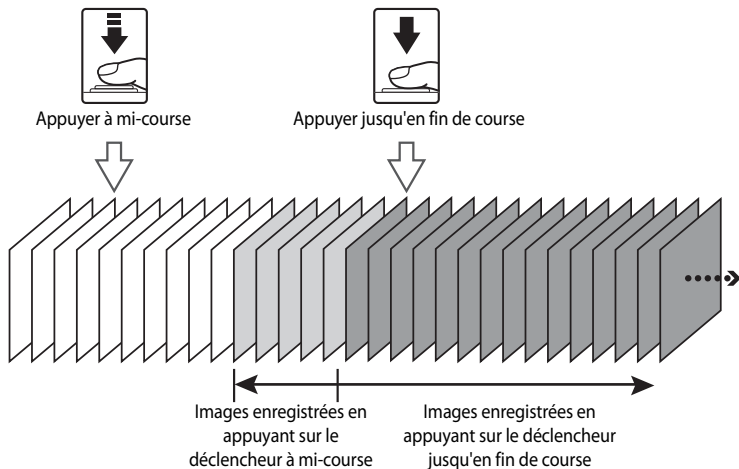 Appuyer à mi-course
Appuyer jusqu'en fin de course
Images enregistrées en
appuyant sur le
déclencheur à mi-course
Images enregistrées en
appuyant sur le déclencheur
jusqu'en fin de course